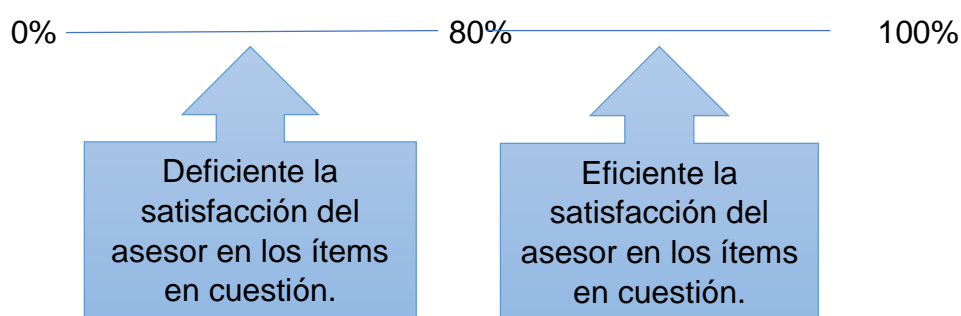 0% 80% 100%
Deficiente la
satisfacción del
asesor en los ítems
en cuestión.
Eficiente la
satisfacción del
asesor en los ítems
en cuestión.